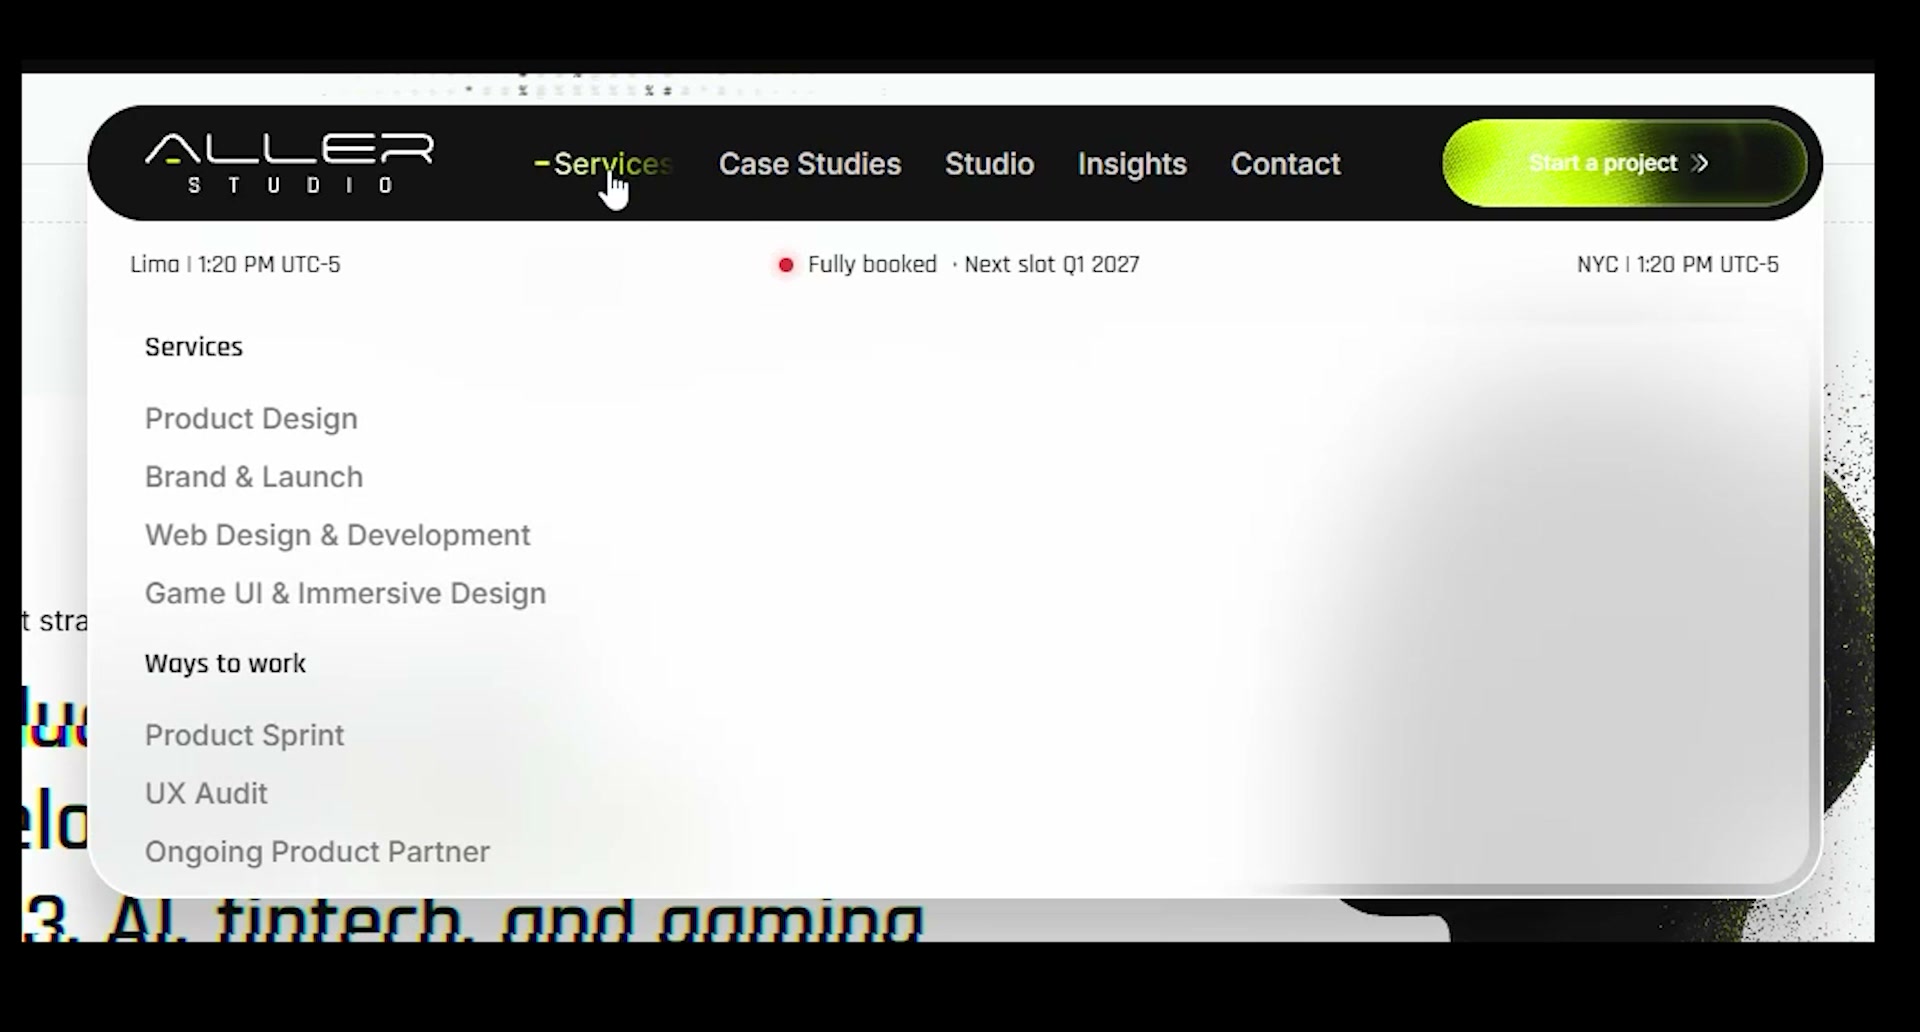 ALLER
STUDIO
Services
Case Studies
Studio
Insights
Contact
Start a project
Lima | 1:20 PM UTC-5
Fully booked · Next slot Q1 2027
NYC | 1:20 PM UTC-5
Services
Product Design
Brand & Launch
Web Design & Development
Game UI & Immersive Design
t stra
Ways to work
Product Sprint
UX Audit
elo
Ongoing Product Partner
3, AI, fintech, and gaming